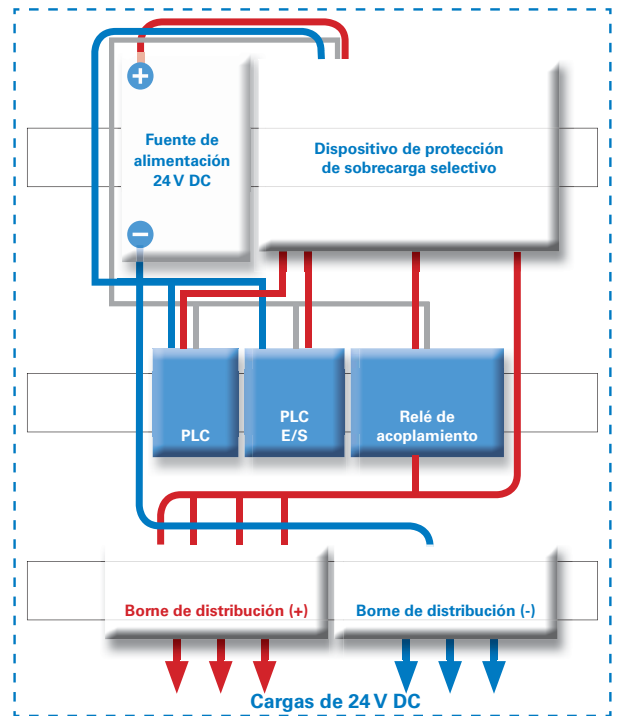 +
Fuente de
alimentación
24 V DC
−
Dispositivo de protección
de sobrecarga selectivo
PLC
PLC
E/S
Relé de
acoplamiento
Borne de distribución (+)
Borne de distribución (-)
Cargas de 24 V DC